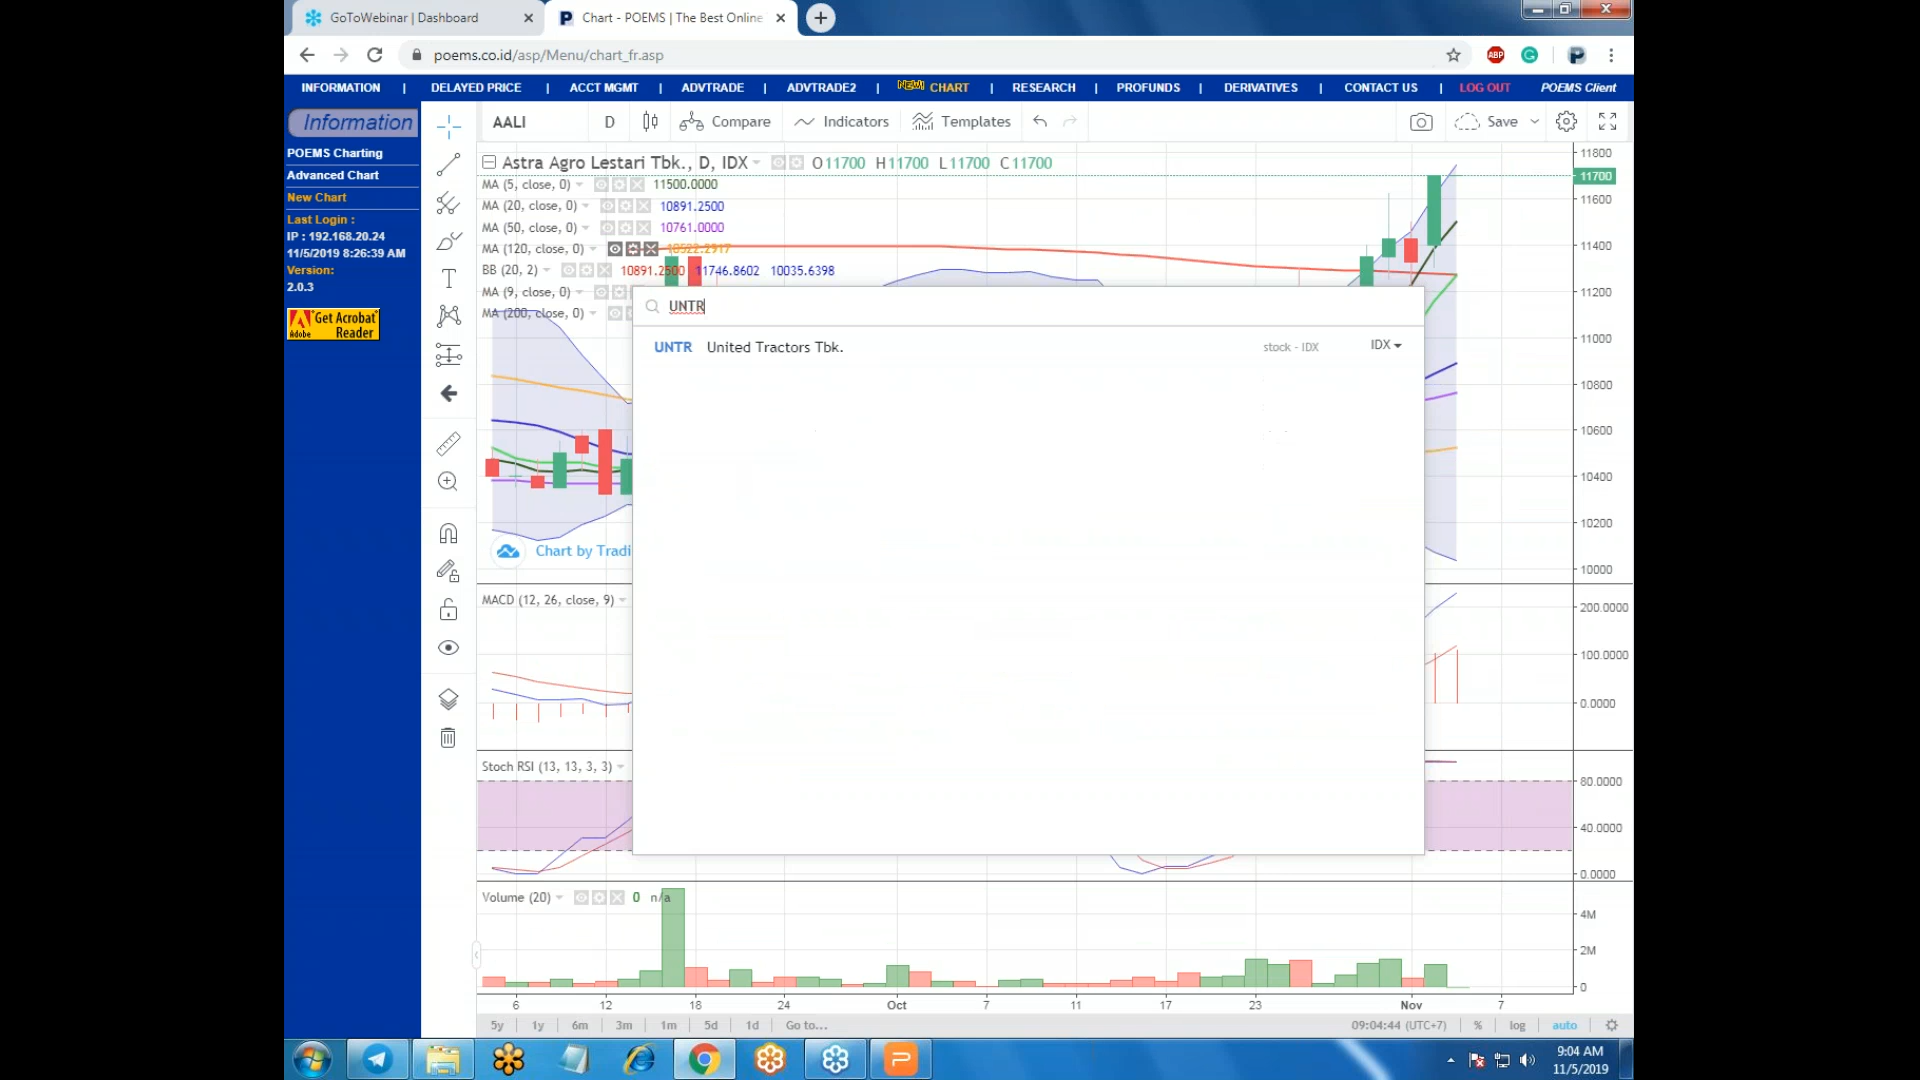 GoToWebinar | Dashboard
Chart - POEMS | The Best Online
poems.co.id/asp/Menu/chart_fr.asp
ABP
INFORMATION | DELAYED PRICE | ACCT MGMT | ADVTRADE | ADVTRADE2 | NEW! CHART | RESEARCH | PROFUNDS | DERIVATIVES | CONTACT US | LOG OUT POEMS Client
Information
POEMS Charting
Advanced Chart
New Chart
Last Login :
IP : 192.168.20.24
11/5/2019 8:26:39 AM
Version:
2.0.3
Get Acrobat
Adobe Reader
AALI D Compare Indicators Templates Save
Astra Agro Lestari Tbk., D, IDX O11700 H11700 L11700 C11700
MA (5, close, 0) 11500.0000
MA (20, close, 0) 10891.2500
MA (50, close, 0) 10761.0000
MA (120, close, 0) 10522.2917
BB (20, 2) 10891.2500 11746.8602 10035.6398
MA (9, close, 0)
MA (200, close, 0)
UNTR
UNTR United Tractors Tbk. stock - IDX IDX
Chart by Tradi
11800
11700
11600
11400
11200
11000
10800
10600
10400
10200
10000
MACD (12, 26, close, 9)
200.0000
100.0000
0.0000
Stoch RSI (13, 13, 3, 3)
80.0000
40.0000
0.0000
Volume (20) 0 n/a
4M
2M
0
6 12 18 24 Oct 7 11 17 23 Nov 7
5y 1y 6m 3m 1m 5d 1d Go to... 09:04:44 (UTC+7) % log auto
9:04 AM
11/5/2019